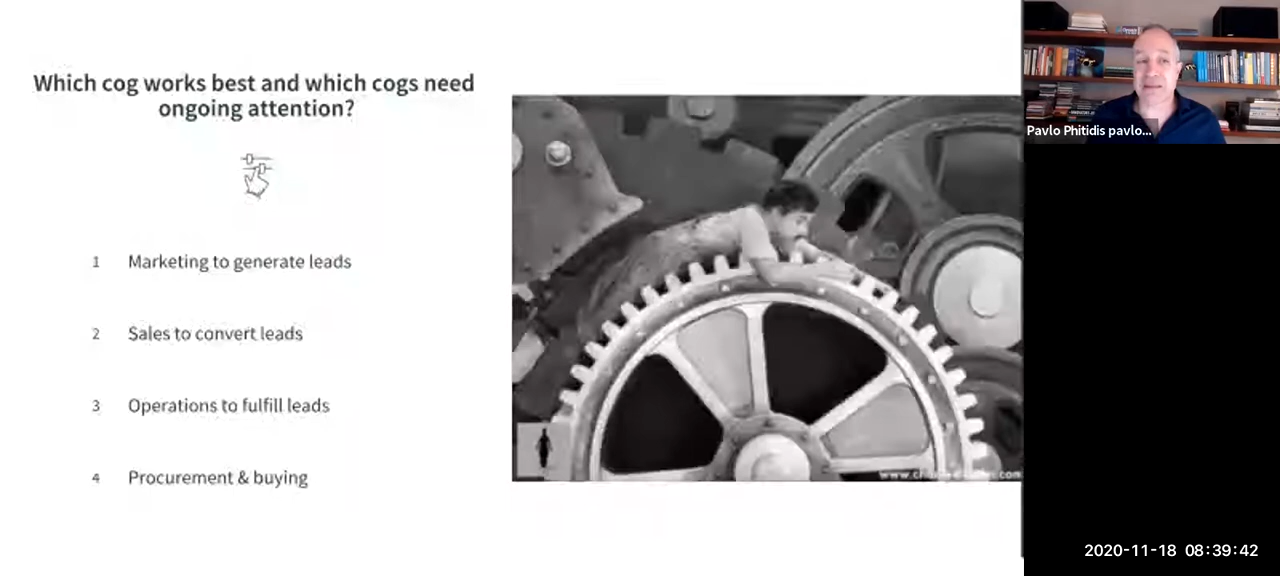 Which cog works best and which cogs need
ongoing attention?
1 Marketing to generate leads
2 Sales to convert leads
3 Operations to fulfill leads
4 Procurement & buying
Pavlo Phitidis pavlo...
2020-11-18 08:39:42